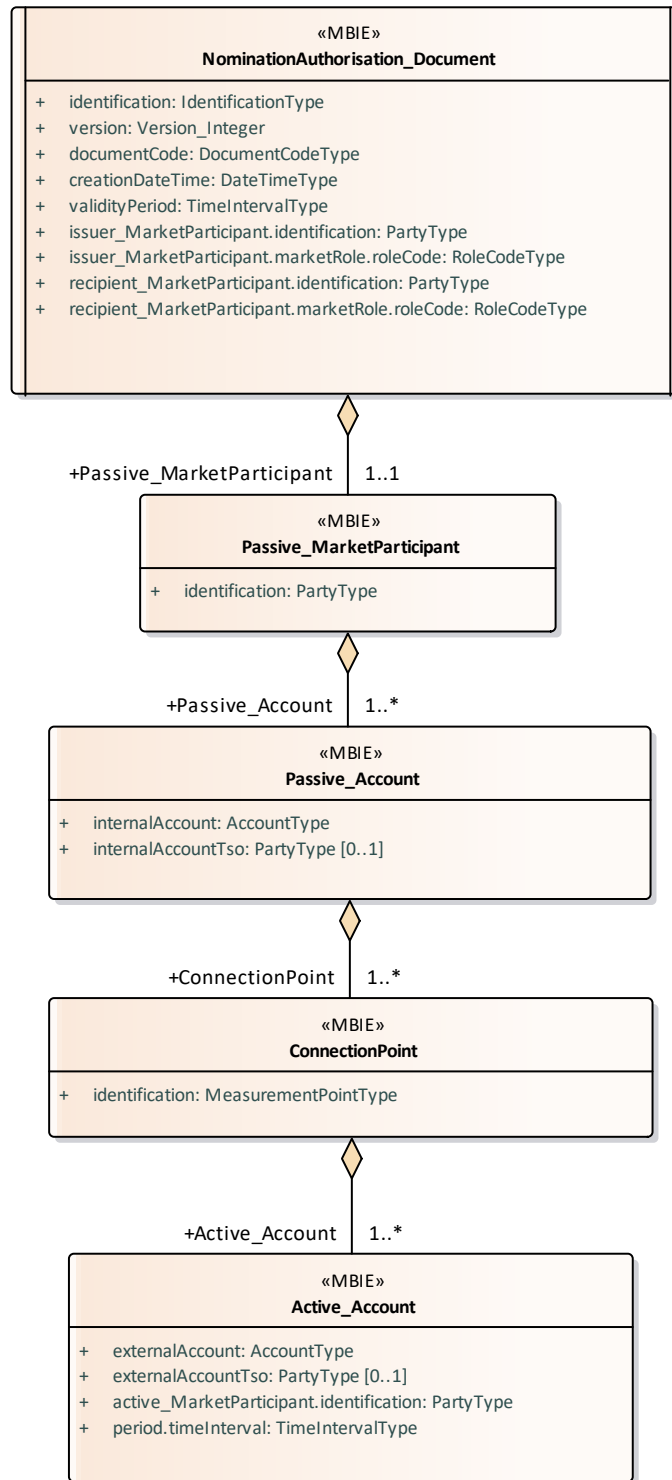 «MBIE»
NominationAuthorisation_Document
+ identification: IdentificationType
+ version: Version_Integer
+ documentCode: DocumentCodeType
+ creationDateTime: DateTimeType
+ validityPeriod: TimeIntervalType
+ issuer_MarketParticipant.identification: PartyType
+ issuer_MarketParticipant.marketRole.roleCode: RoleCodeType
+ recipient_MarketParticipant.identification: PartyType
+ recipient_MarketParticipant.marketRole.roleCode: RoleCodeType
+Passive_MarketParticipant 1..1
«MBIE»
Passive_MarketParticipant
+ identification: PartyType
+Passive_Account 1..*
«MBIE»
Passive_Account
+ internalAccount: AccountType
+ internalAccountTso: PartyType [0..1]
+ConnectionPoint 1..*
«MBIE»
ConnectionPoint
+ identification: MeasurementPointType
+Active_Account 1..*
«MBIE»
Active_Account
+ externalAccount: AccountType
+ externalAccountTso: PartyType [0..1]
+ active_MarketParticipant.identification: PartyType
+ period.timeInterval: TimeIntervalType